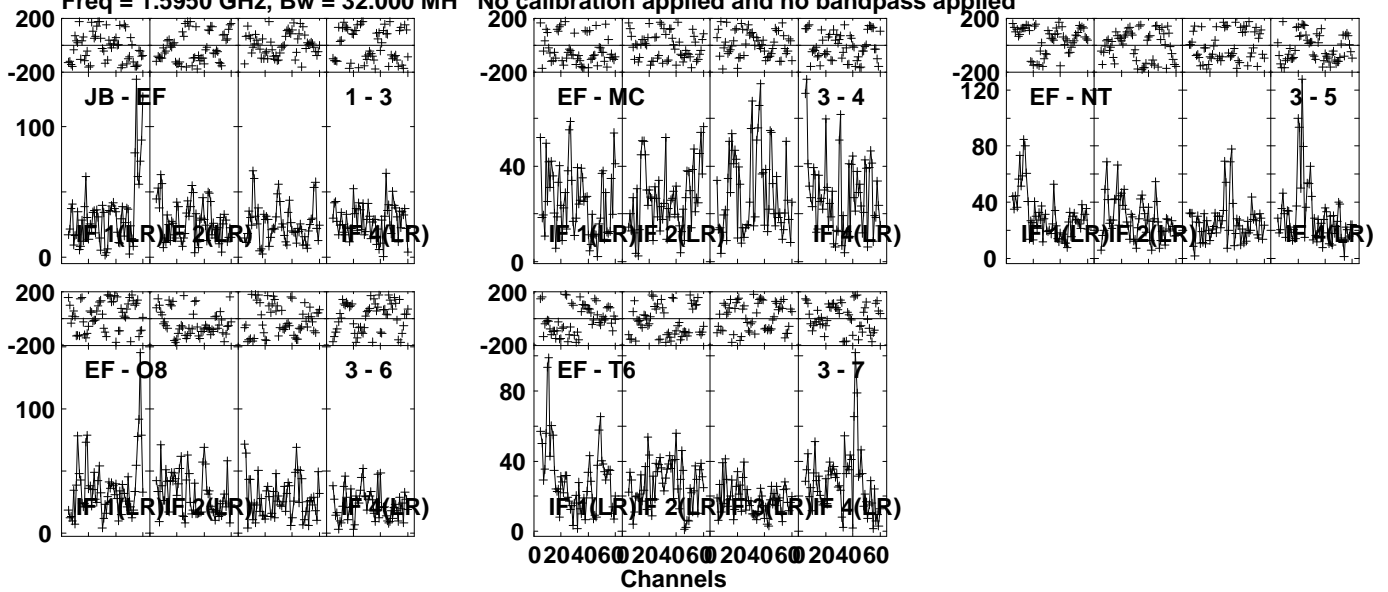 Freq = 1.5950 GHz, Bw = 32.000 MH No calibration applied and no bandpass applied
200
-200
JB - EF 1 - 3
100
0
IF 1(LR) IF 2(LR) IF 4(LR)
200
-200
EF - MC 3 - 4
40
0
IF 1(LR) IF 2(LR) IF 4(LR)
200
-200
120
EF - NT 3 - 5
80
40
0
IF 1(LR) IF 2(LR) IF 4(LR)
200
-200
EF - O8 3 - 6
100
0
IF 1(LR) IF 2(LR) IF 4(LR)
200
-200
EF - T6 3 - 7
80
40
0
IF 1(LR) IF 2(LR) IF 3(LR) IF 4(LR)
0 20 40 60 0 20 40 60 0 20 40 60 0 20 40 60
Channels